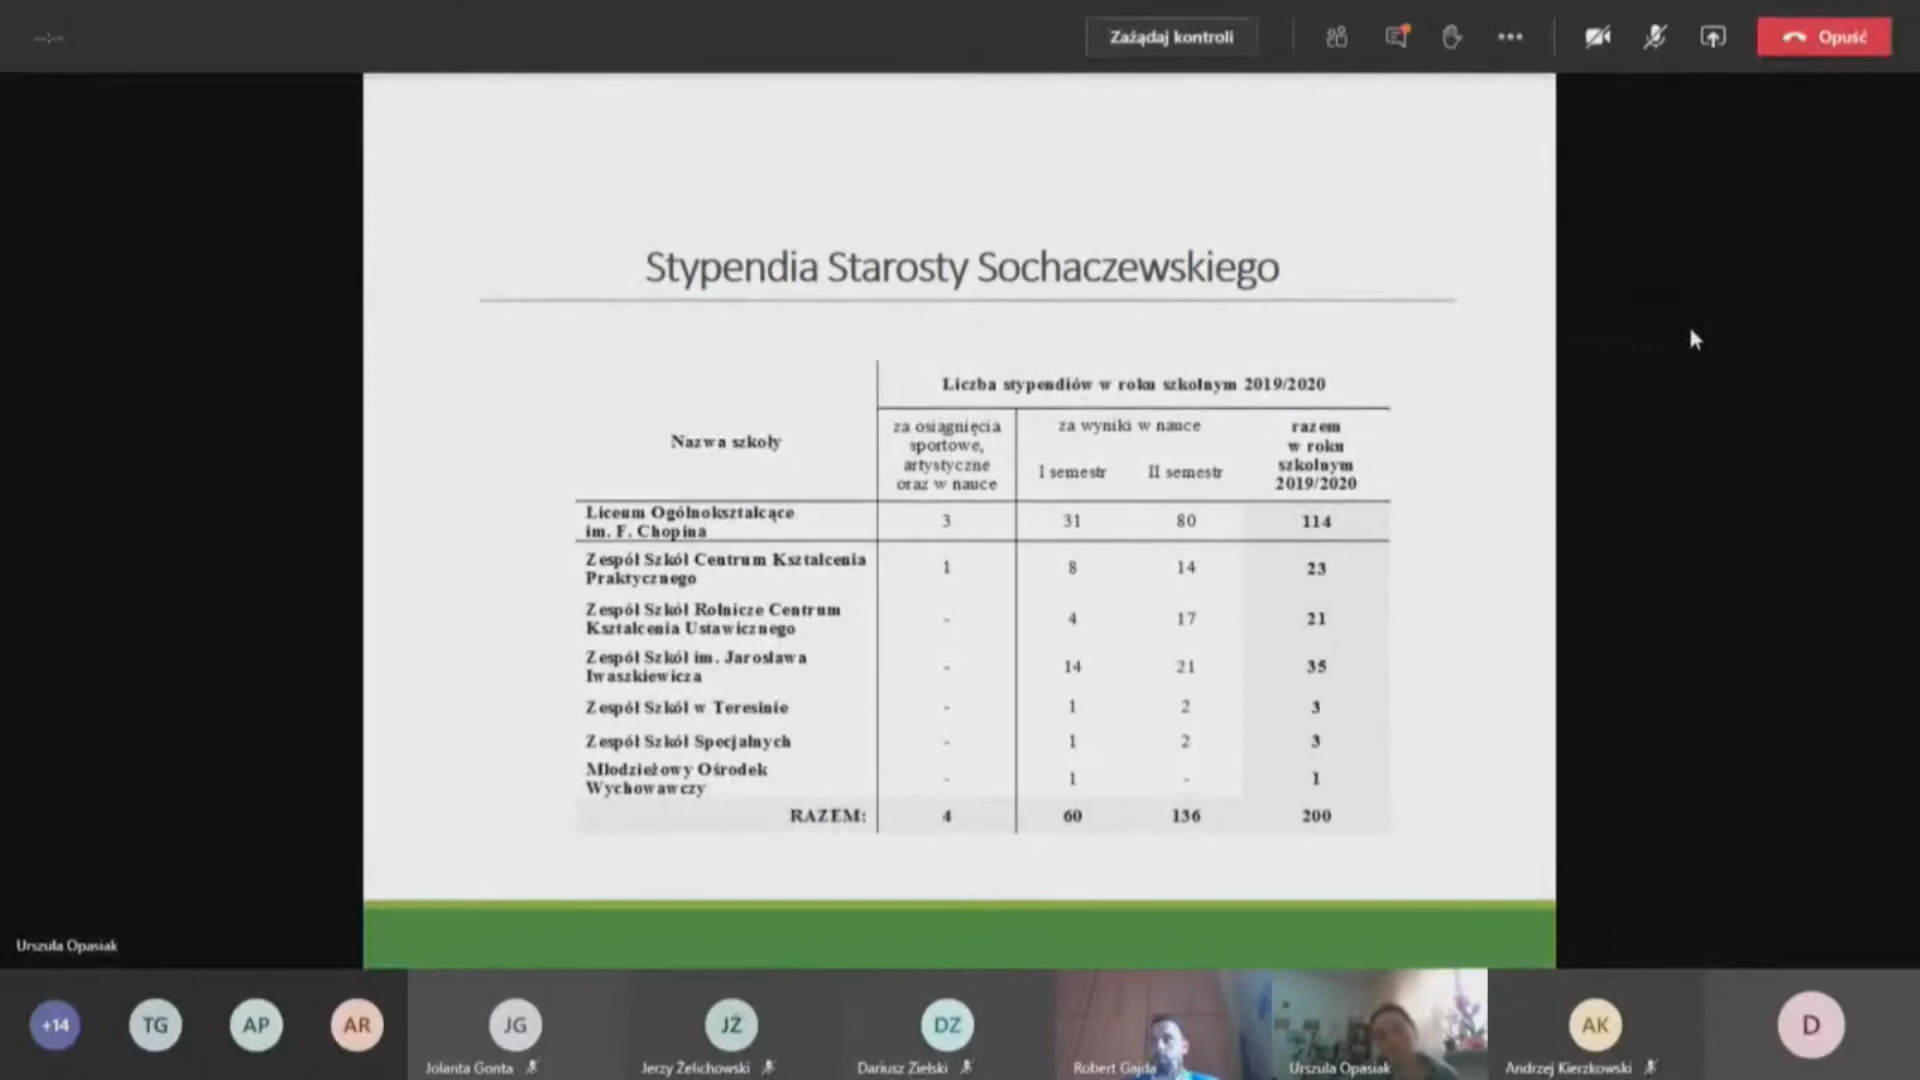 --:--
Zażądaj kontroli
Opuść
Stypendia Starosty Sochaczewskiego
Nazwa szkoły
Liczba stypendiów w roku szkolnym 2019/2020
za osiągnięcia
sportowe,
artystyczne
oraz w nauce
za wyniki w nauce
I semestr II semestr
razem
w roku
szkolnym
2019/2020
Liceum Ogólnokształcące
im. F. Chopina
3 31 80 114
Zespół Szkół Centrum Kształcenia
Praktycznego
1 8 14 23
Zespół Szkół Rolnicze Centrum
Kształcenia Ustawicznego
- 4 17 21
Zespół Szkół im. Jarosława
Iwaszkiewicza
- 14 21 35
Zespół Szkół w Teresinie - 1 2 3
Zespół Szkół Specjalnych - 1 2 3
Młodzieżowy Ośrodek
Wychowawczy
- 1 - 1
RAZEM: 4 60 136 200
Urszula Opasiak
+14 TG AP AR JG JŻ DZ AK D
Jolanta Gonta Jerzy Żelichowski Dariusz Zielski Robert Gajda Urszula Opasiak Andrzej Kierzkowski